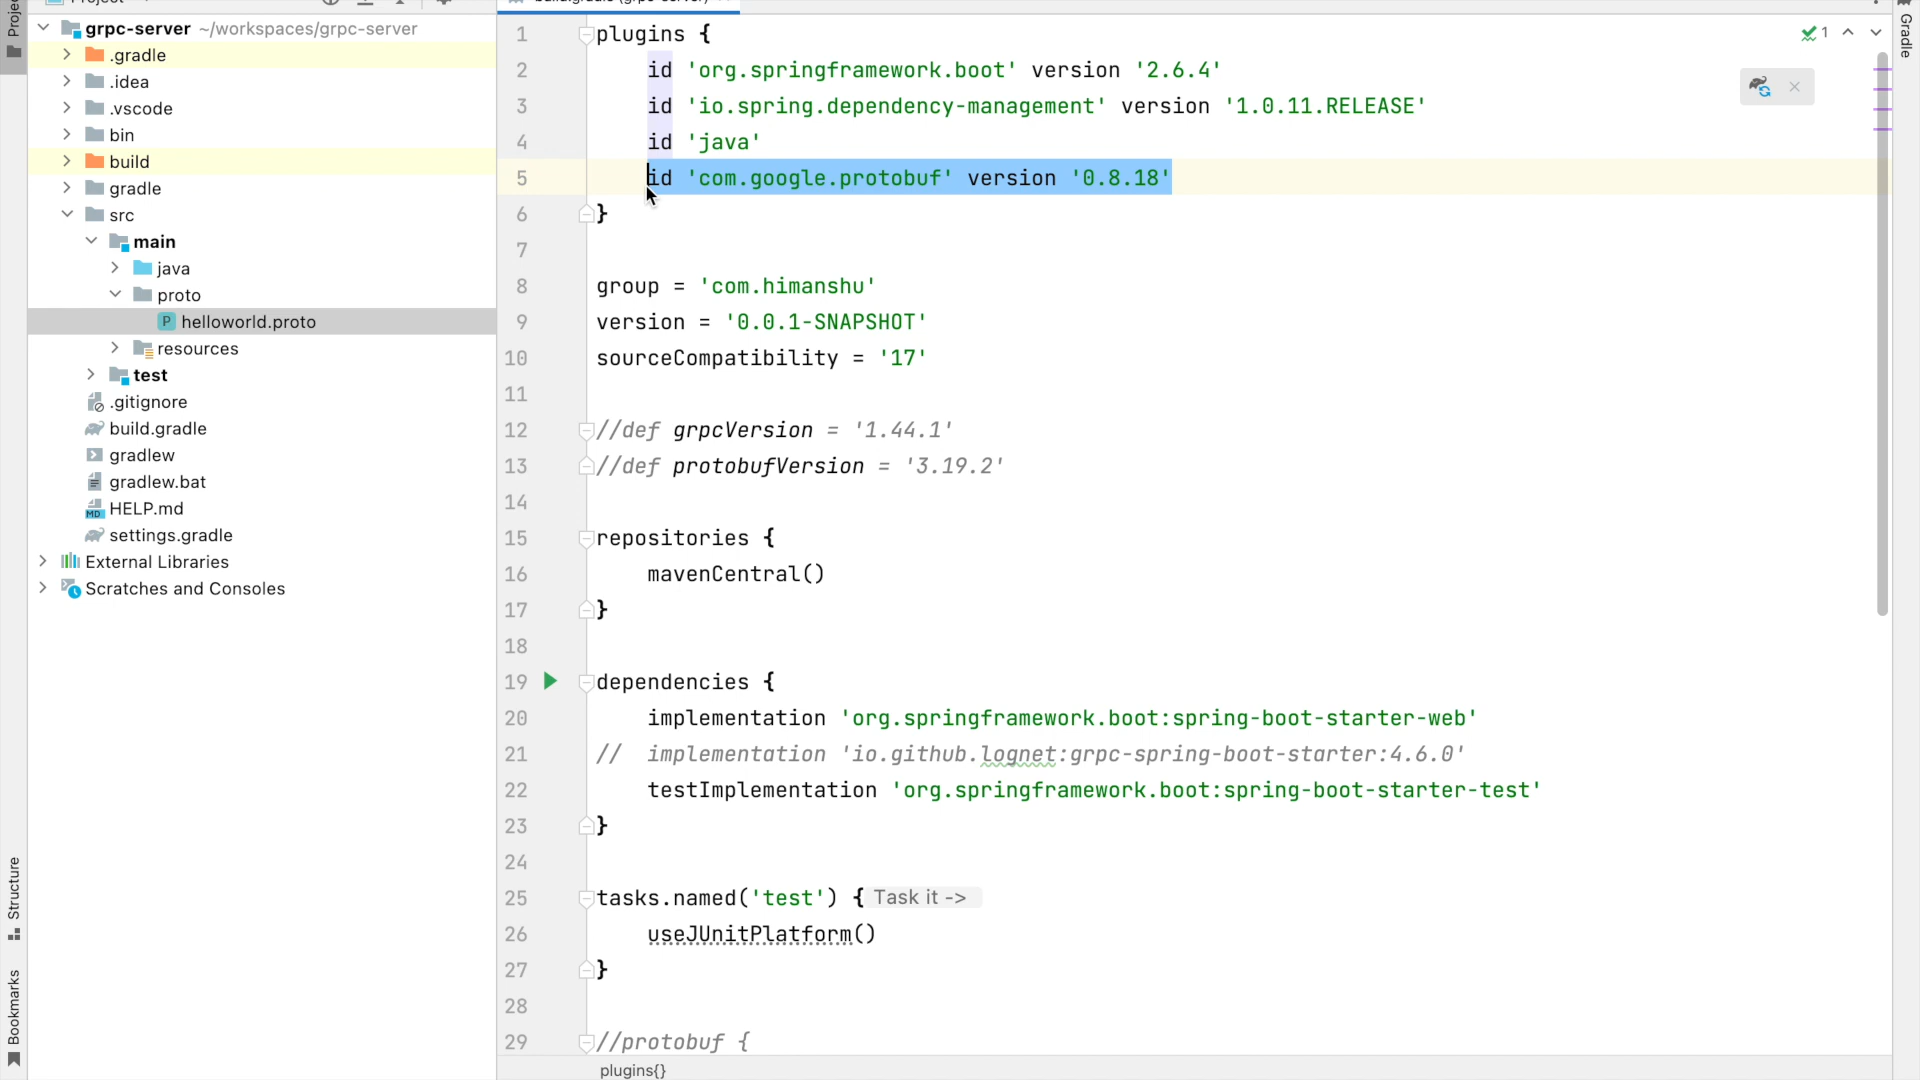 Project
grpc-server ~/workspaces/grpc-server
.gradle
.idea
.vscode
bin
build
gradle
src
main
java
proto
helloworld.proto
resources
test
.gitignore
build.gradle
gradlew
gradlew.bat
HELP.md
settings.gradle
External Libraries
Scratches and Consoles
Structure
Bookmarks
build.gradle (grpc-server)
1 plugins {
2 id 'org.springframework.boot' version '2.6.4'
3 id 'io.spring.dependency-management' version '1.0.11.RELEASE'
4 id 'java'
5 id 'com.google.protobuf' version '0.8.18'
6 }
7
8 group = 'com.himanshu'
9 version = '0.0.1-SNAPSHOT'
10 sourceCompatibility = '17'
11
12 //def grpcVersion = '1.44.1'
13 //def protobufVersion = '3.19.2'
14
15 repositories {
16 mavenCentral()
17 }
18
19 dependencies {
20 implementation 'org.springframework.boot:spring-boot-starter-web'
21 // implementation 'io.github.lognet:grpc-spring-boot-starter:4.6.0'
22 testImplementation 'org.springframework.boot:spring-boot-starter-test'
23 }
24
25 tasks.named('test') { Task it ->
26 useJUnitPlatform()
27 }
28
29 //protobuf {
plugins{}
1
Gradle